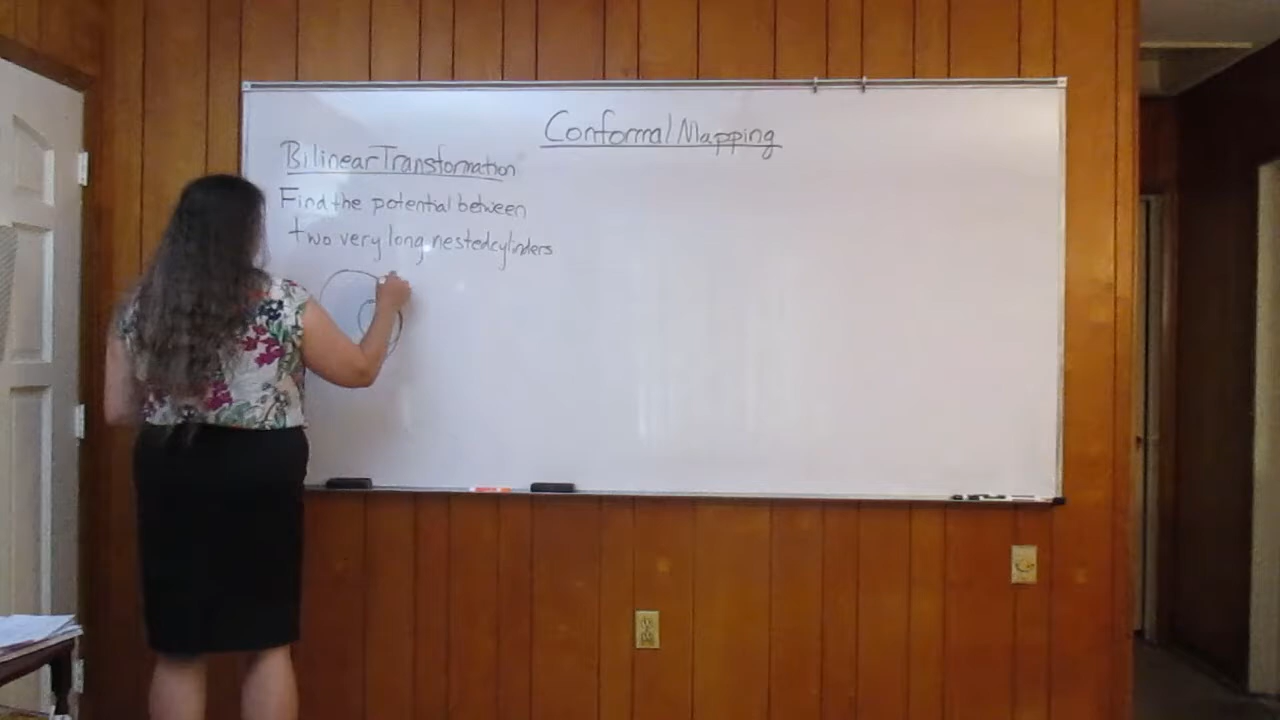 Conformal Mapping
Bilinear Transformation
Find the potential between
two very long nested cylinders